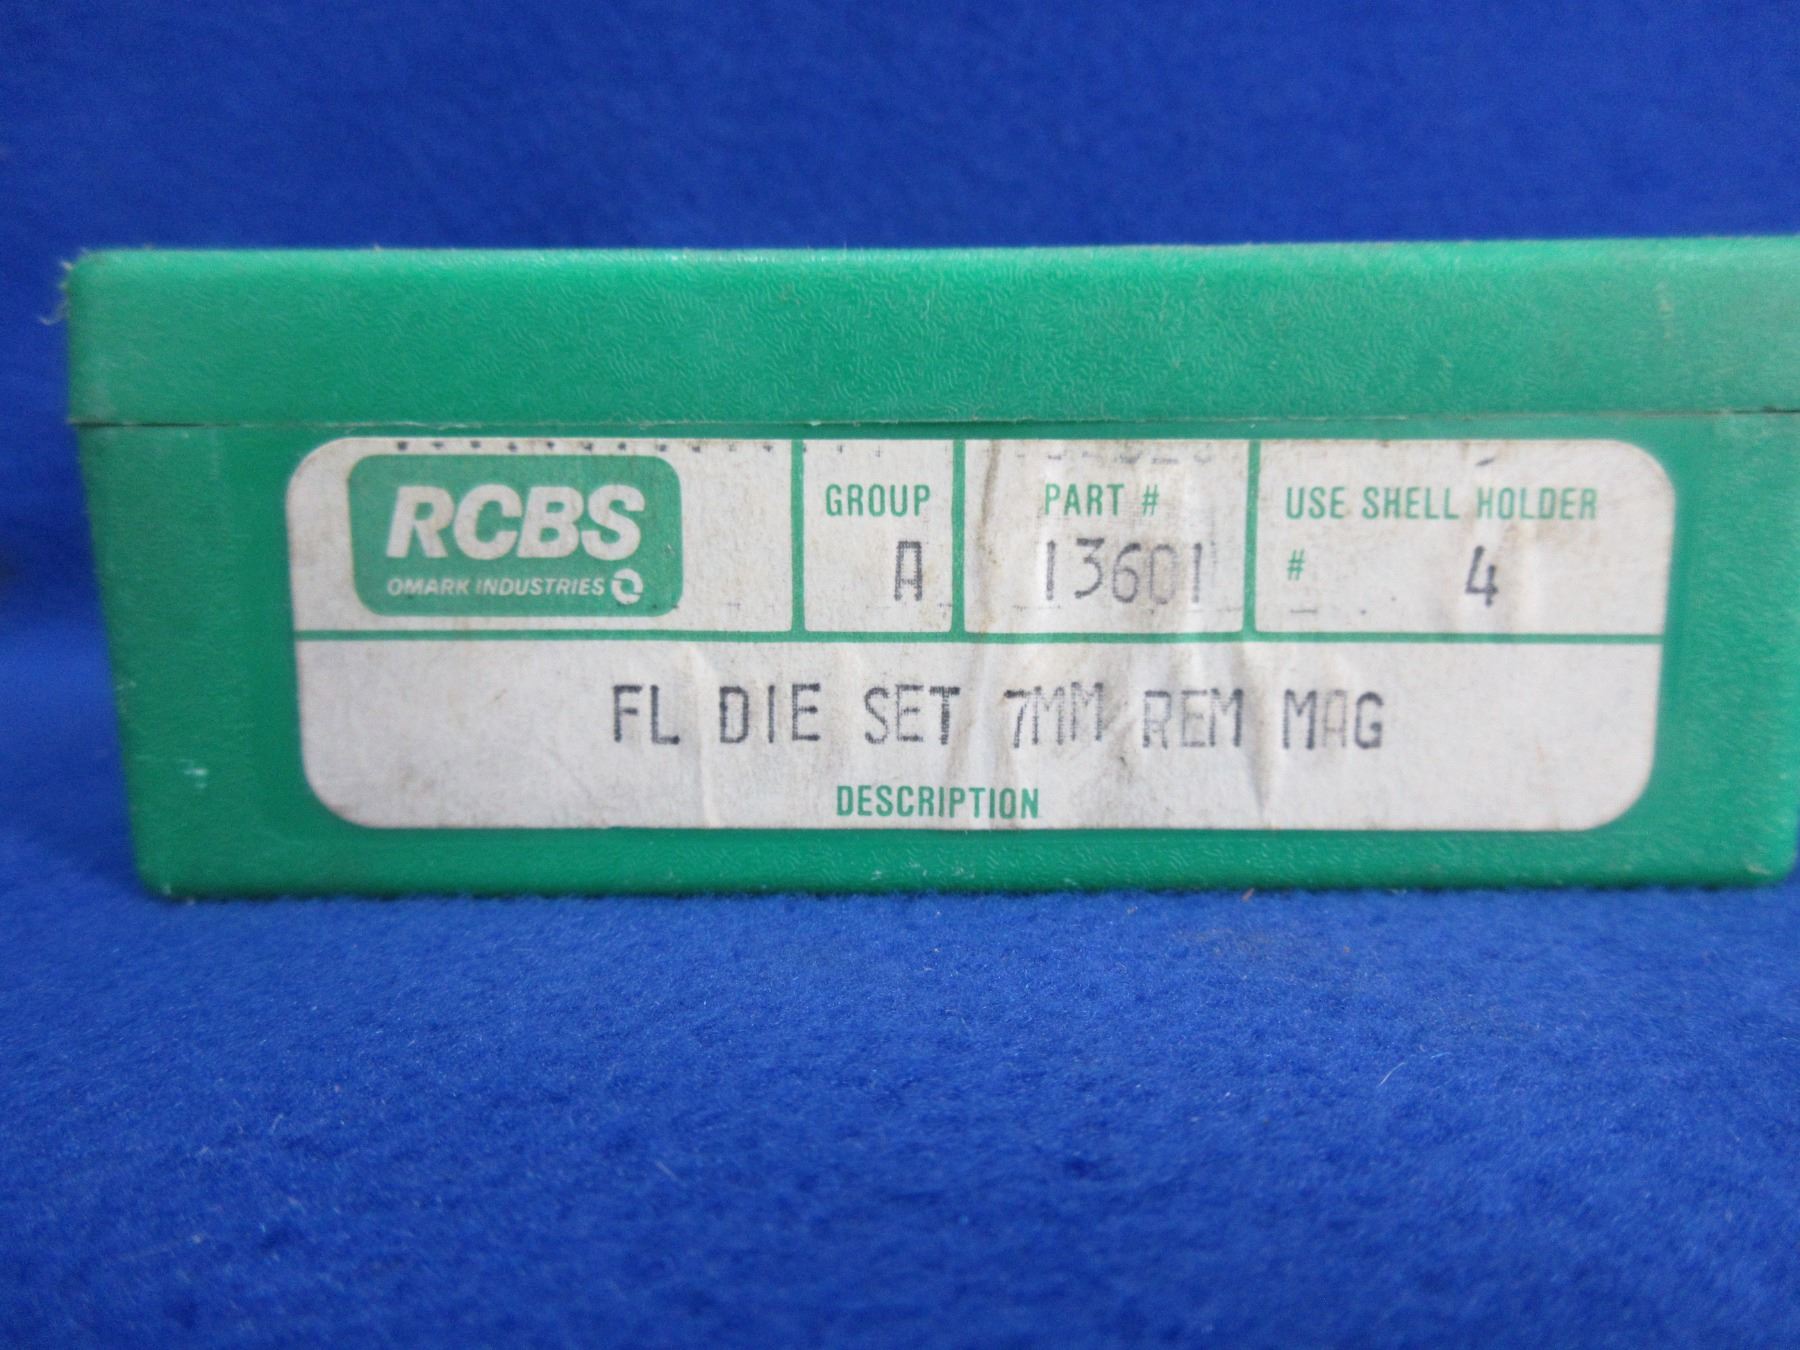 RCBS
OMARK INDUSTRIES
GROUP
A
PART #
13601
USE SHELL HOLDER
# 4
FL DIE SET 7MM REM MAG
DESCRIPTION